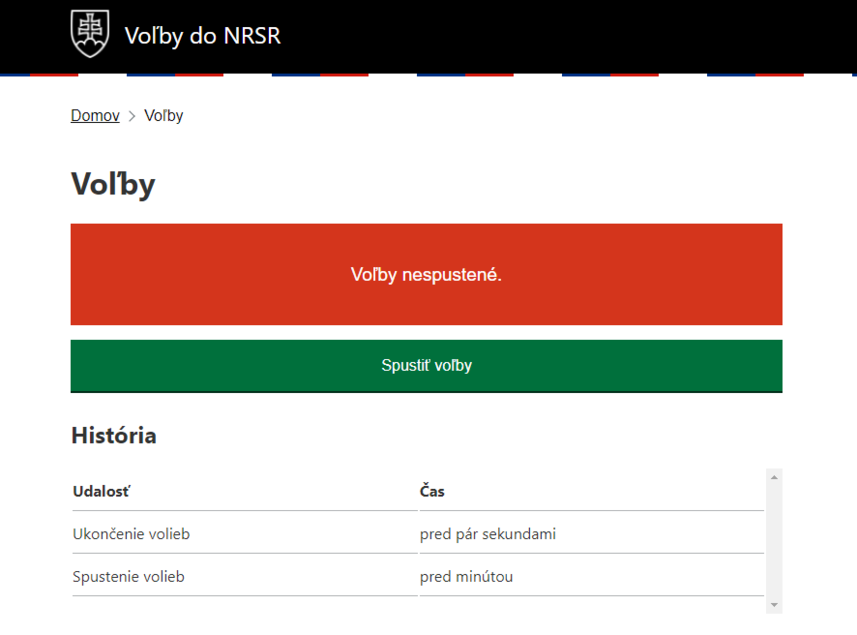 Voľby do NRSR
Domov > Voľby
Voľby
Voľby nespustené.
Spustiť voľby
História
Udalosť Čas
Ukončenie volieb pred pár sekundami
Spustenie volieb pred minútou